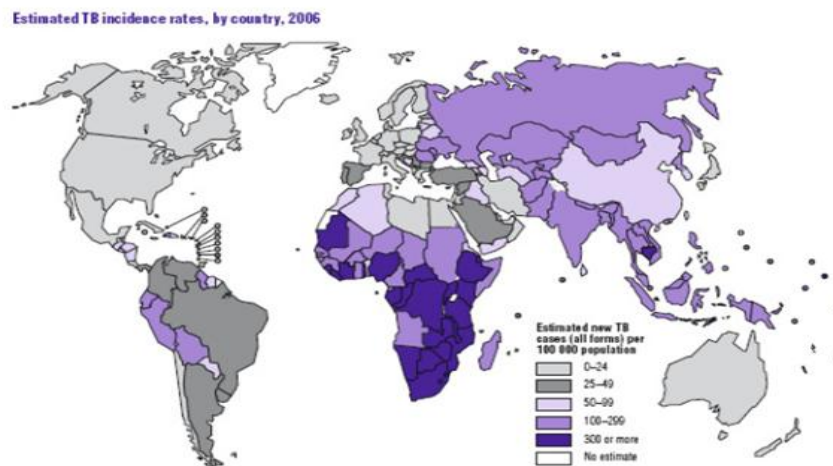 Estimated TB incidence rates, by country, 2006
Estimated new TB
cases (all forms) per
100 000 population
0–24
25–49
50–99
100–299
300 or more
No estimate